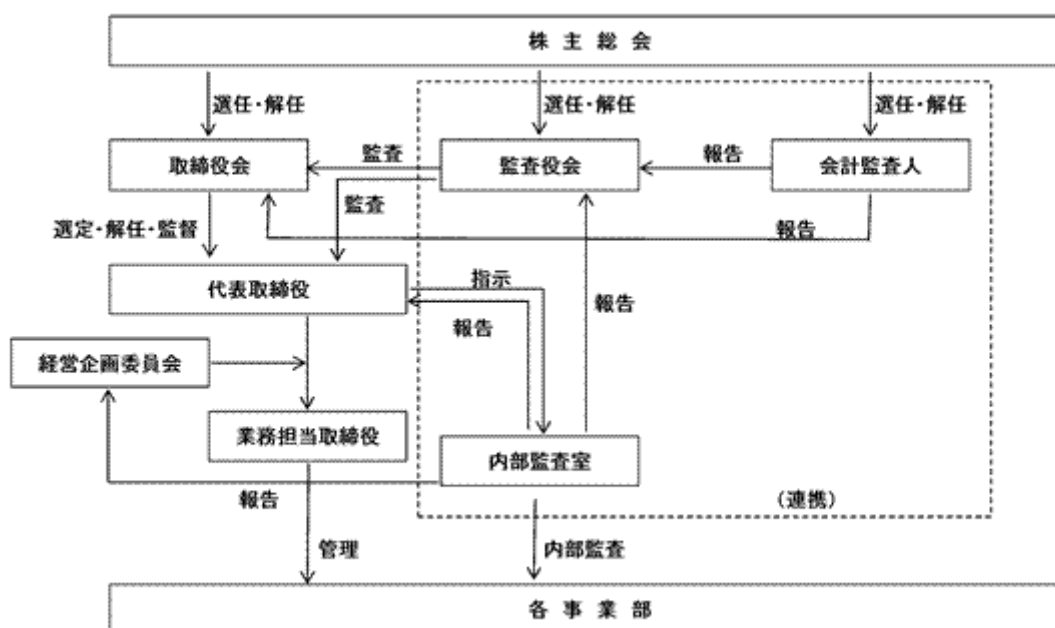 株主総会
選任・解任
選任・解任
選任・解任
取締役会
監査
監査役会
報告
会計監査人
監査
選定・解任・監督
報告
代表取締役
指示
報告
報告
経営企画委員会
業務担当取締役
内部監査室
報告
(連携)
管理
内部監査
各事業部